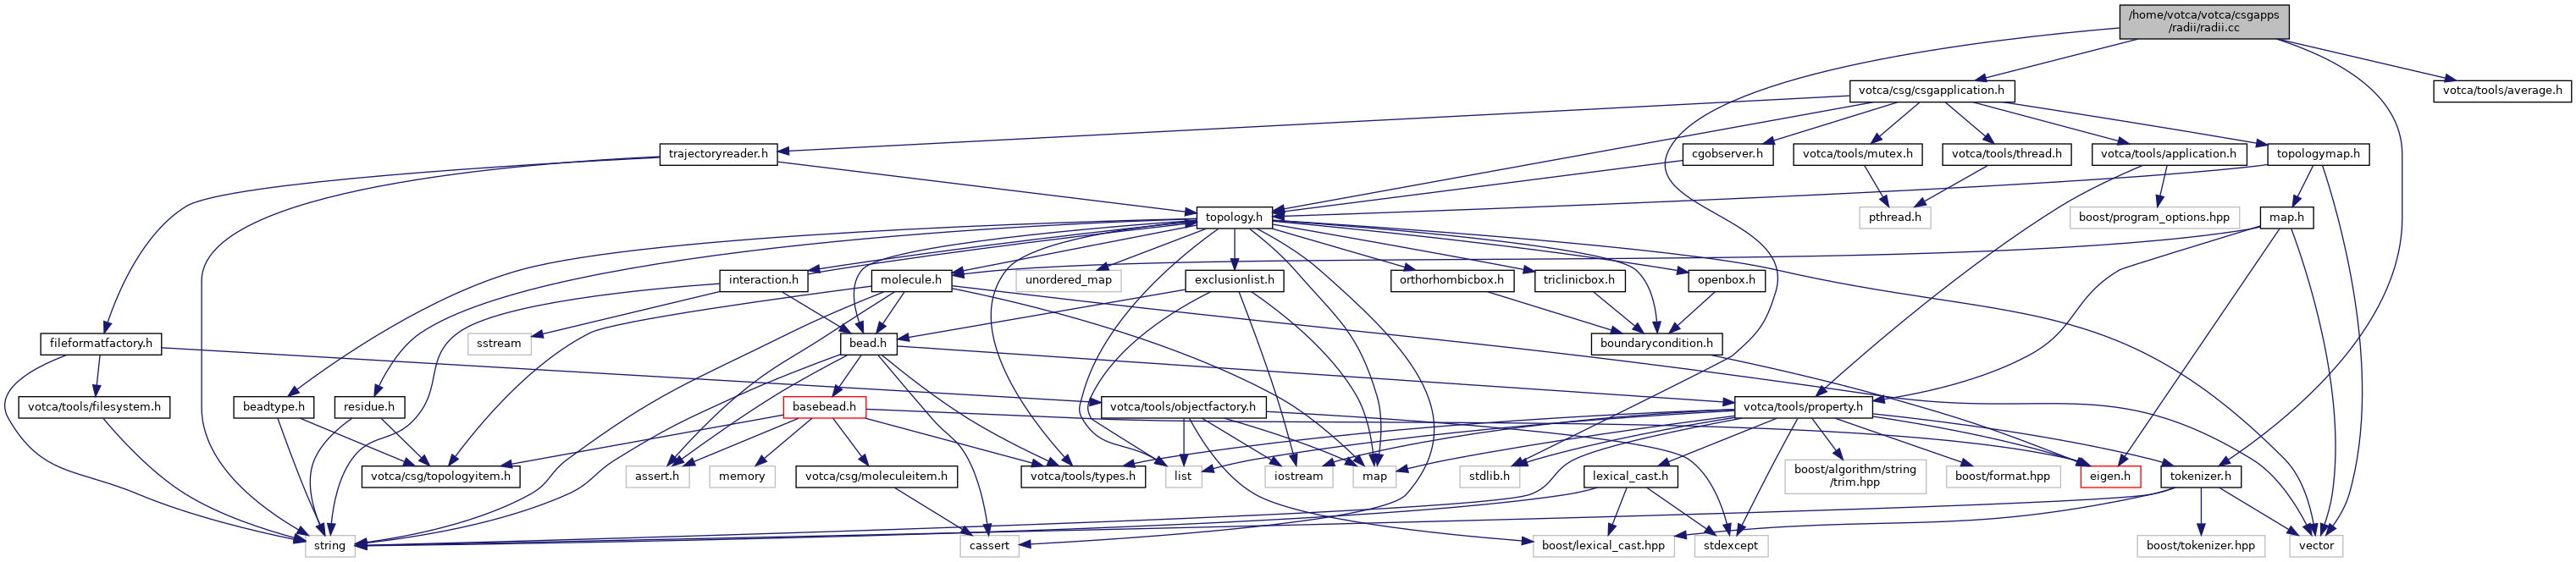 /home/votca/votca/csgapps
/radii/radii.cc
votca/csg/csgapplication.h
votca/tools/average.h
trajectoryreader.h
cgobserver.h
votca/tools/mutex.h
votca/tools/thread.h
votca/tools/application.h
topologymap.h
topology.h
pthread.h
boost/program_options.hpp
map.h
interaction.h
molecule.h
unordered_map
exclusionlist.h
orthorhombicbox.h
triclinicbox.h
openbox.h
fileformatfactory.h
sstream
bead.h
boundarycondition.h
votca/tools/filesystem.h
beadtype.h
residue.h
basebead.h
votca/tools/objectfactory.h
votca/tools/property.h
votca/csg/topologyitem.h
assert.h
memory
votca/csg/moleculeitem.h
votca/tools/types.h
list
iostream
map
stdlib.h
lexical_cast.h
boost/algorithm/string
/trim.hpp
boost/format.hpp
eigen.h
tokenizer.h
string
cassert
boost/lexical_cast.hpp
stdexcept
boost/tokenizer.hpp
vector